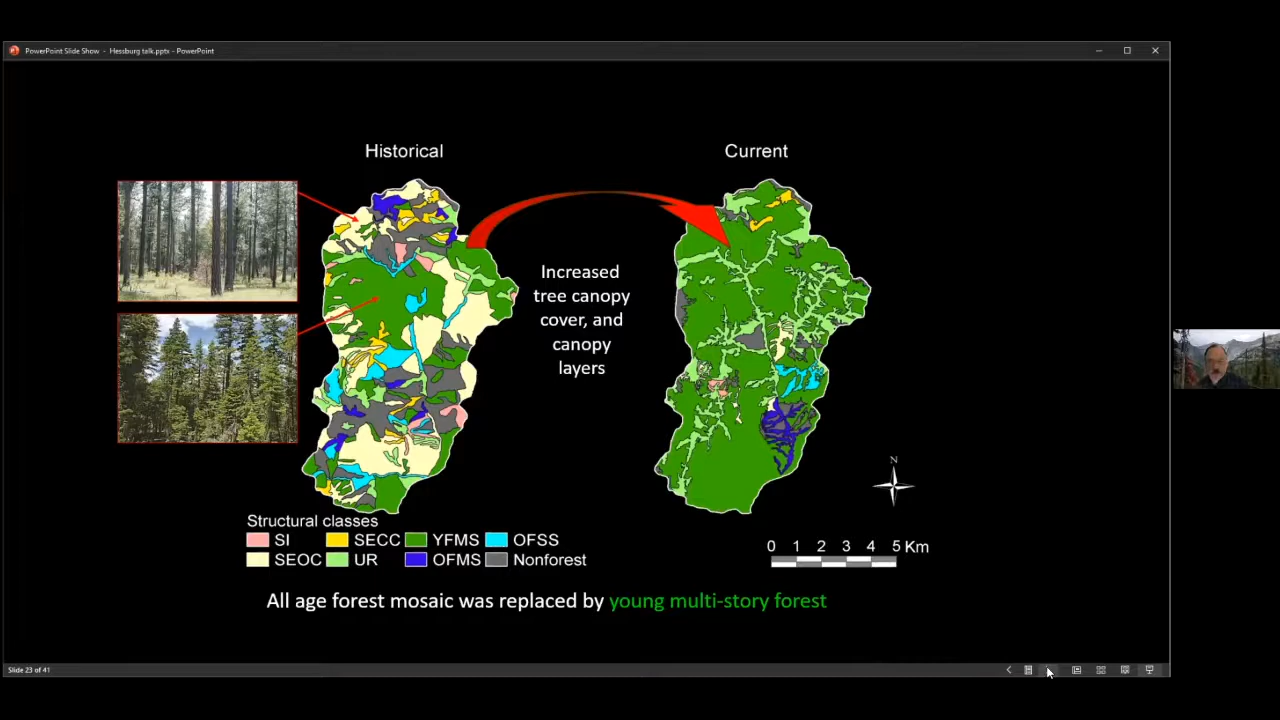 PowerPoint Slide Show - Hessburg talk.pptx - PowerPoint
Historical
Current
Increased
tree canopy
cover, and
canopy
layers
N
Structural classes
SI SECC YFMS OFSS
SEOC UR OFMS Nonforest
0 1 2 3 4 5 Km
All age forest mosaic was replaced by young multi-story forest
Slide 23 of 41